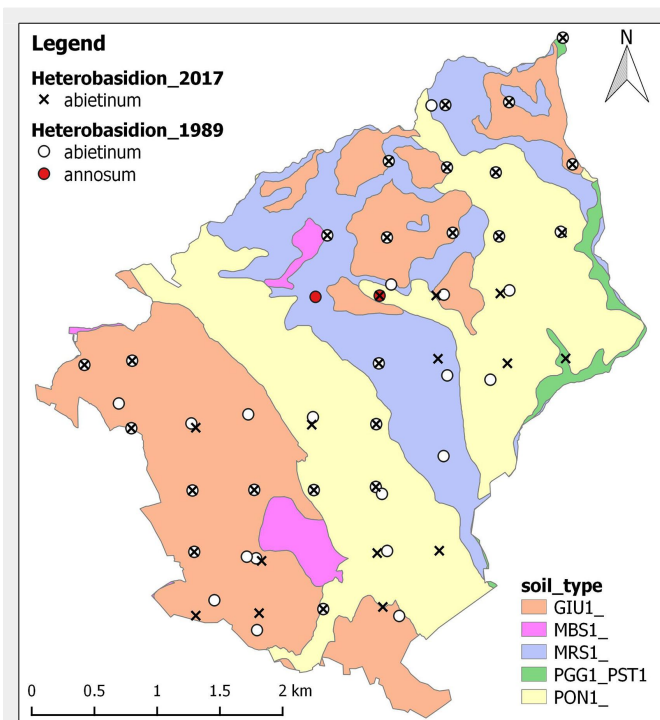 Legend
N
Heterobasidion_2017
abietinum
Heterobasidion_1989
abietinum
annosum
soil_type
GIU1_
MBS1_
MRS1_
PGG1_PST1
PON1_
0 0.5 1 1.5 2 km